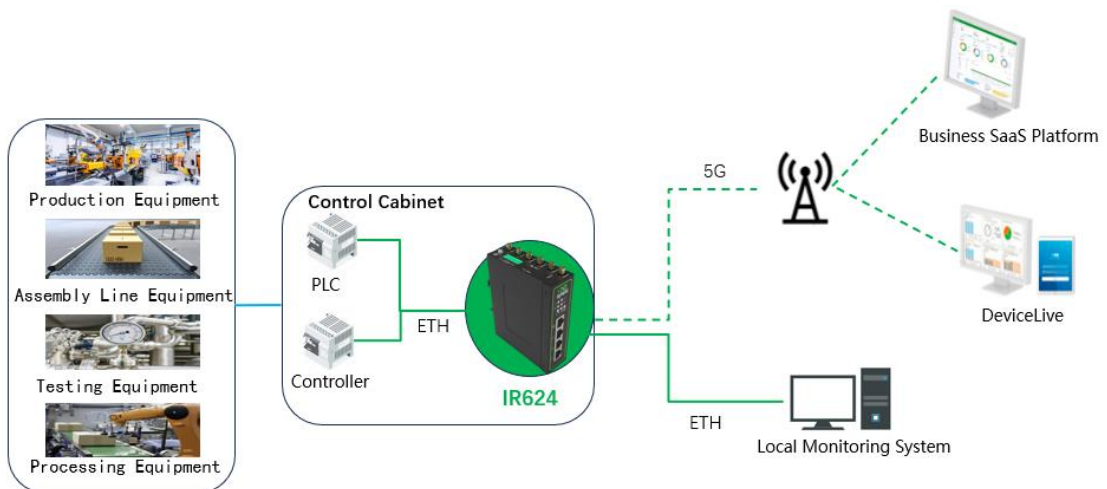 Production Equipment
Assembly Line Equipment
Testing Equipment
Processing Equipment
Control Cabinet
PLC
Controller
ETH
IR624
5G
ETH
Business SaaS Platform
DeviceLive
Local Monitoring System